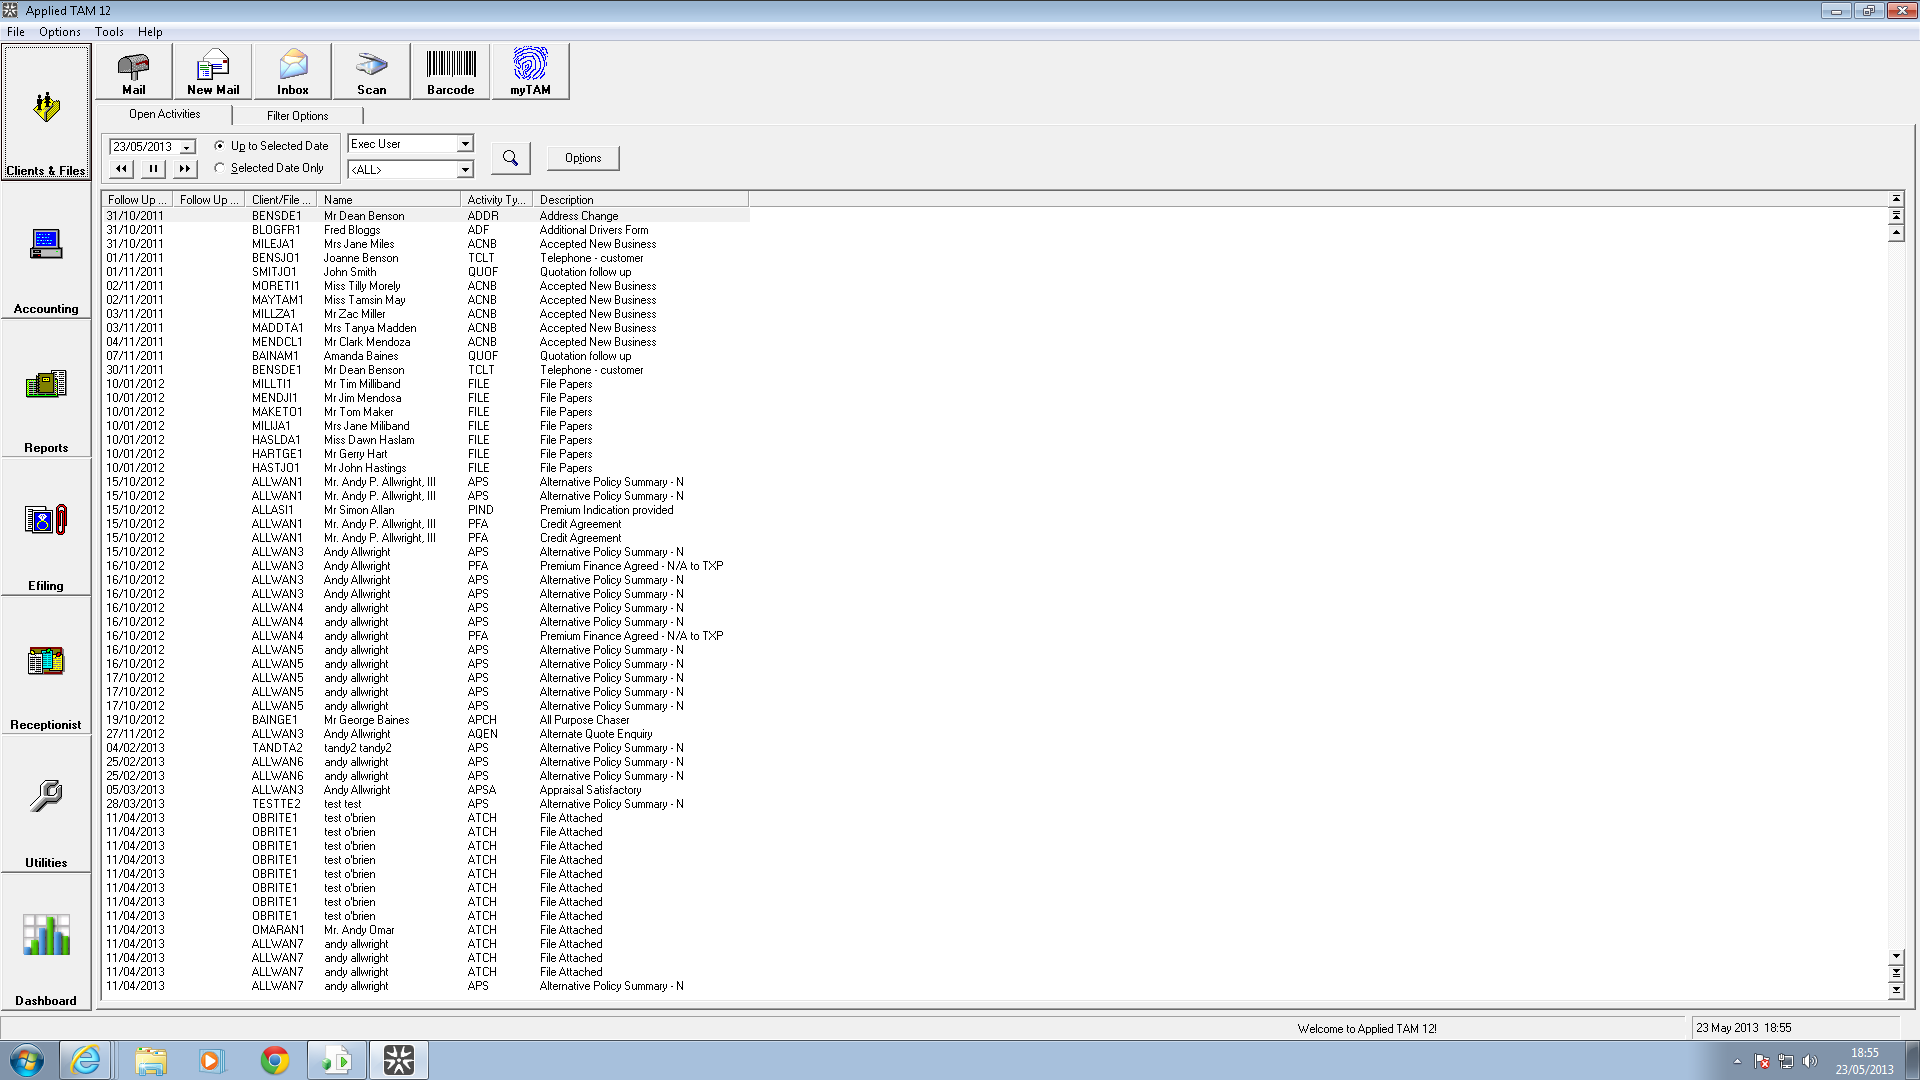 Applied TAM 12
File Options Tools Help
Mail New Mail Inbox Scan Barcode myTAM
Open Activities Filter Options
23/05/2013 Up to Selected Date Exec User
Selected Date Only <ALL> Options
Clients & Files
Accounting
Reports
Efiling
Receptionist
Utilities
Dashboard
Follow Up ... Follow Up ... Client/File ... Name Activity Ty... Description
31/10/2011 BENSDE1 Mr Dean Benson ADDR Address Change
31/10/2011 BLOGFR1 Fred Bloggs ADF Additional Drivers Form
31/10/2011 MILEJA1 Mrs Jane Miles ACNB Accepted New Business
01/11/2011 BENSJO1 Joanne Benson TCLT Telephone - customer
01/11/2011 SMITJO1 John Smith QUOF Quotation follow up
02/11/2011 MORETI1 Miss Tilly Morely ACNB Accepted New Business
02/11/2011 MAYTAM1 Miss Tamsin May ACNB Accepted New Business
03/11/2011 MILLZA1 Mr Zac Miller ACNB Accepted New Business
03/11/2011 MADDTA1 Mrs Tanya Madden ACNB Accepted New Business
04/11/2011 MENDCL1 Mr Clark Mendoza ACNB Accepted New Business
07/11/2011 BAINAM1 Amanda Baines QUOF Quotation follow up
30/11/2011 BENSDE1 Mr Dean Benson TCLT Telephone - customer
10/01/2012 MILLTI1 Mr Tim Milliband FILE File Papers
10/01/2012 MENDJI1 Mr Jim Mendosa FILE File Papers
10/01/2012 MAKETO1 Mr Tom Maker FILE File Papers
10/01/2012 MILIJA1 Mrs Jane Miliband FILE File Papers
10/01/2012 HASLDA1 Miss Dawn Haslam FILE File Papers
10/01/2012 HARTGE1 Mr Gerry Hart FILE File Papers
10/01/2012 HASTJO1 Mr John Hastings FILE File Papers
15/10/2012 ALLWAN1 Mr. Andy P. Allwright, III APS Alternative Policy Summary - N
15/10/2012 ALLWAN1 Mr. Andy P. Allwright, III APS Alternative Policy Summary - N
15/10/2012 ALLASI1 Mr Simon Allan PIND Premium Indication provided
15/10/2012 ALLWAN1 Mr. Andy P. Allwright, III PFA Credit Agreement
15/10/2012 ALLWAN1 Mr. Andy P. Allwright, III PFA Credit Agreement
15/10/2012 ALLWAN3 Andy Allwright APS Alternative Policy Summary - N
16/10/2012 ALLWAN3 Andy Allwright PFA Premium Finance Agreed - N/A to TXP
16/10/2012 ALLWAN3 Andy Allwright APS Alternative Policy Summary - N
16/10/2012 ALLWAN3 Andy Allwright APS Alternative Policy Summary - N
16/10/2012 ALLWAN4 andy allwright APS Alternative Policy Summary - N
16/10/2012 ALLWAN4 andy allwright APS Alternative Policy Summary - N
16/10/2012 ALLWAN4 andy allwright PFA Premium Finance Agreed - N/A to TXP
16/10/2012 ALLWAN5 andy allwright APS Alternative Policy Summary - N
16/10/2012 ALLWAN5 andy allwright APS Alternative Policy Summary - N
17/10/2012 ALLWAN5 andy allwright APS Alternative Policy Summary - N
17/10/2012 ALLWAN5 andy allwright APS Alternative Policy Summary - N
17/10/2012 ALLWAN5 andy allwright APS Alternative Policy Summary - N
19/10/2012 BAINGE1 Mr George Baines APCH All Purpose Chaser
27/11/2012 ALLWAN3 Andy Allwright AQEN Alternate Quote Enquiry
04/02/2013 TANDTA2 tandy2 tandy2 APS Alternative Policy Summary - N
25/02/2013 ALLWAN6 andy allwright APS Alternative Policy Summary - N
25/02/2013 ALLWAN6 andy allwright APS Alternative Policy Summary - N
05/03/2013 ALLWAN3 Andy Allwright APSA Appraisal Satisfactory
28/03/2013 TESTTE2 test test APS Alternative Policy Summary - N
11/04/2013 OBRITE1 test o'brien ATCH File Attached
11/04/2013 OBRITE1 test o'brien ATCH File Attached
11/04/2013 OBRITE1 test o'brien ATCH File Attached
11/04/2013 OBRITE1 test o'brien ATCH File Attached
11/04/2013 OBRITE1 test o'brien ATCH File Attached
11/04/2013 OBRITE1 test o'brien ATCH File Attached
11/04/2013 OBRITE1 test o'brien ATCH File Attached
11/04/2013 OBRITE1 test o'brien ATCH File Attached
11/04/2013 OMARAN1 Mr. Andy Omar ATCH File Attached
11/04/2013 ALLWAN7 andy allwright ATCH File Attached
11/04/2013 ALLWAN7 andy allwright ATCH File Attached
11/04/2013 ALLWAN7 andy allwright ATCH File Attached
11/04/2013 ALLWAN7 andy allwright APS Alternative Policy Summary - N
Welcome to Applied TAM 12! 23 May 2013 18:55
18:55
23/05/2013